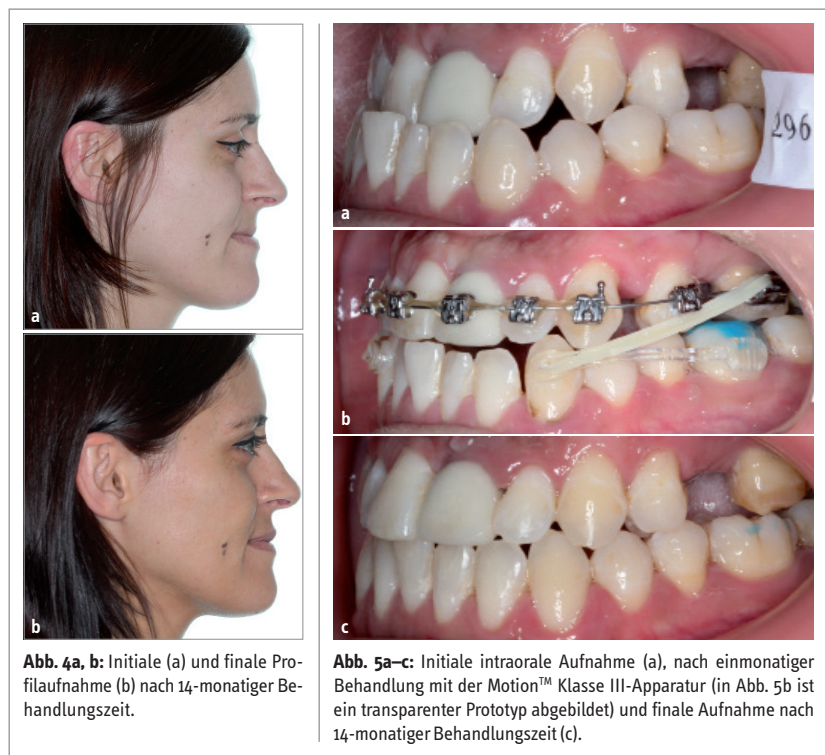 a
b
Abb. 4a, b: Initiale (a) und finale Pro-
filaufnahme (b) nach 14-monatiger Be-
handlungszeit.
a
296
b
c
Abb. 5a–c: Initiale intraorale Aufnahme (a), nach einmonatiger
Behandlung mit der Motion™ Klasse III-Apparatur (in Abb. 5b ist
ein transparenter Prototyp abgebildet) und finale Aufnahme nach
14-monatiger Behandlungszeit (c).